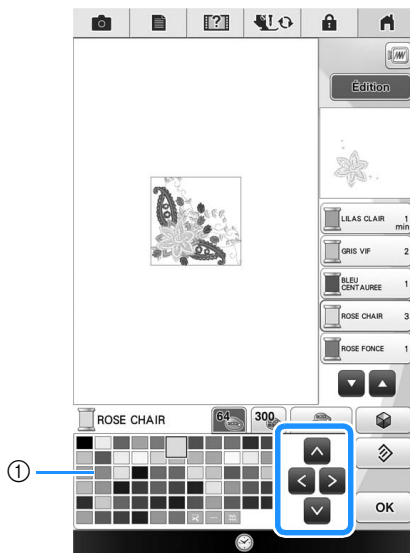 Édition
LILAS CLAIR 1
min
GRIS VIF 2
BLEU
CENTAUREE 1
ROSE CHAIR 3
ROSE FONCE 1
ROSE CHAIR
64
300
①
OK